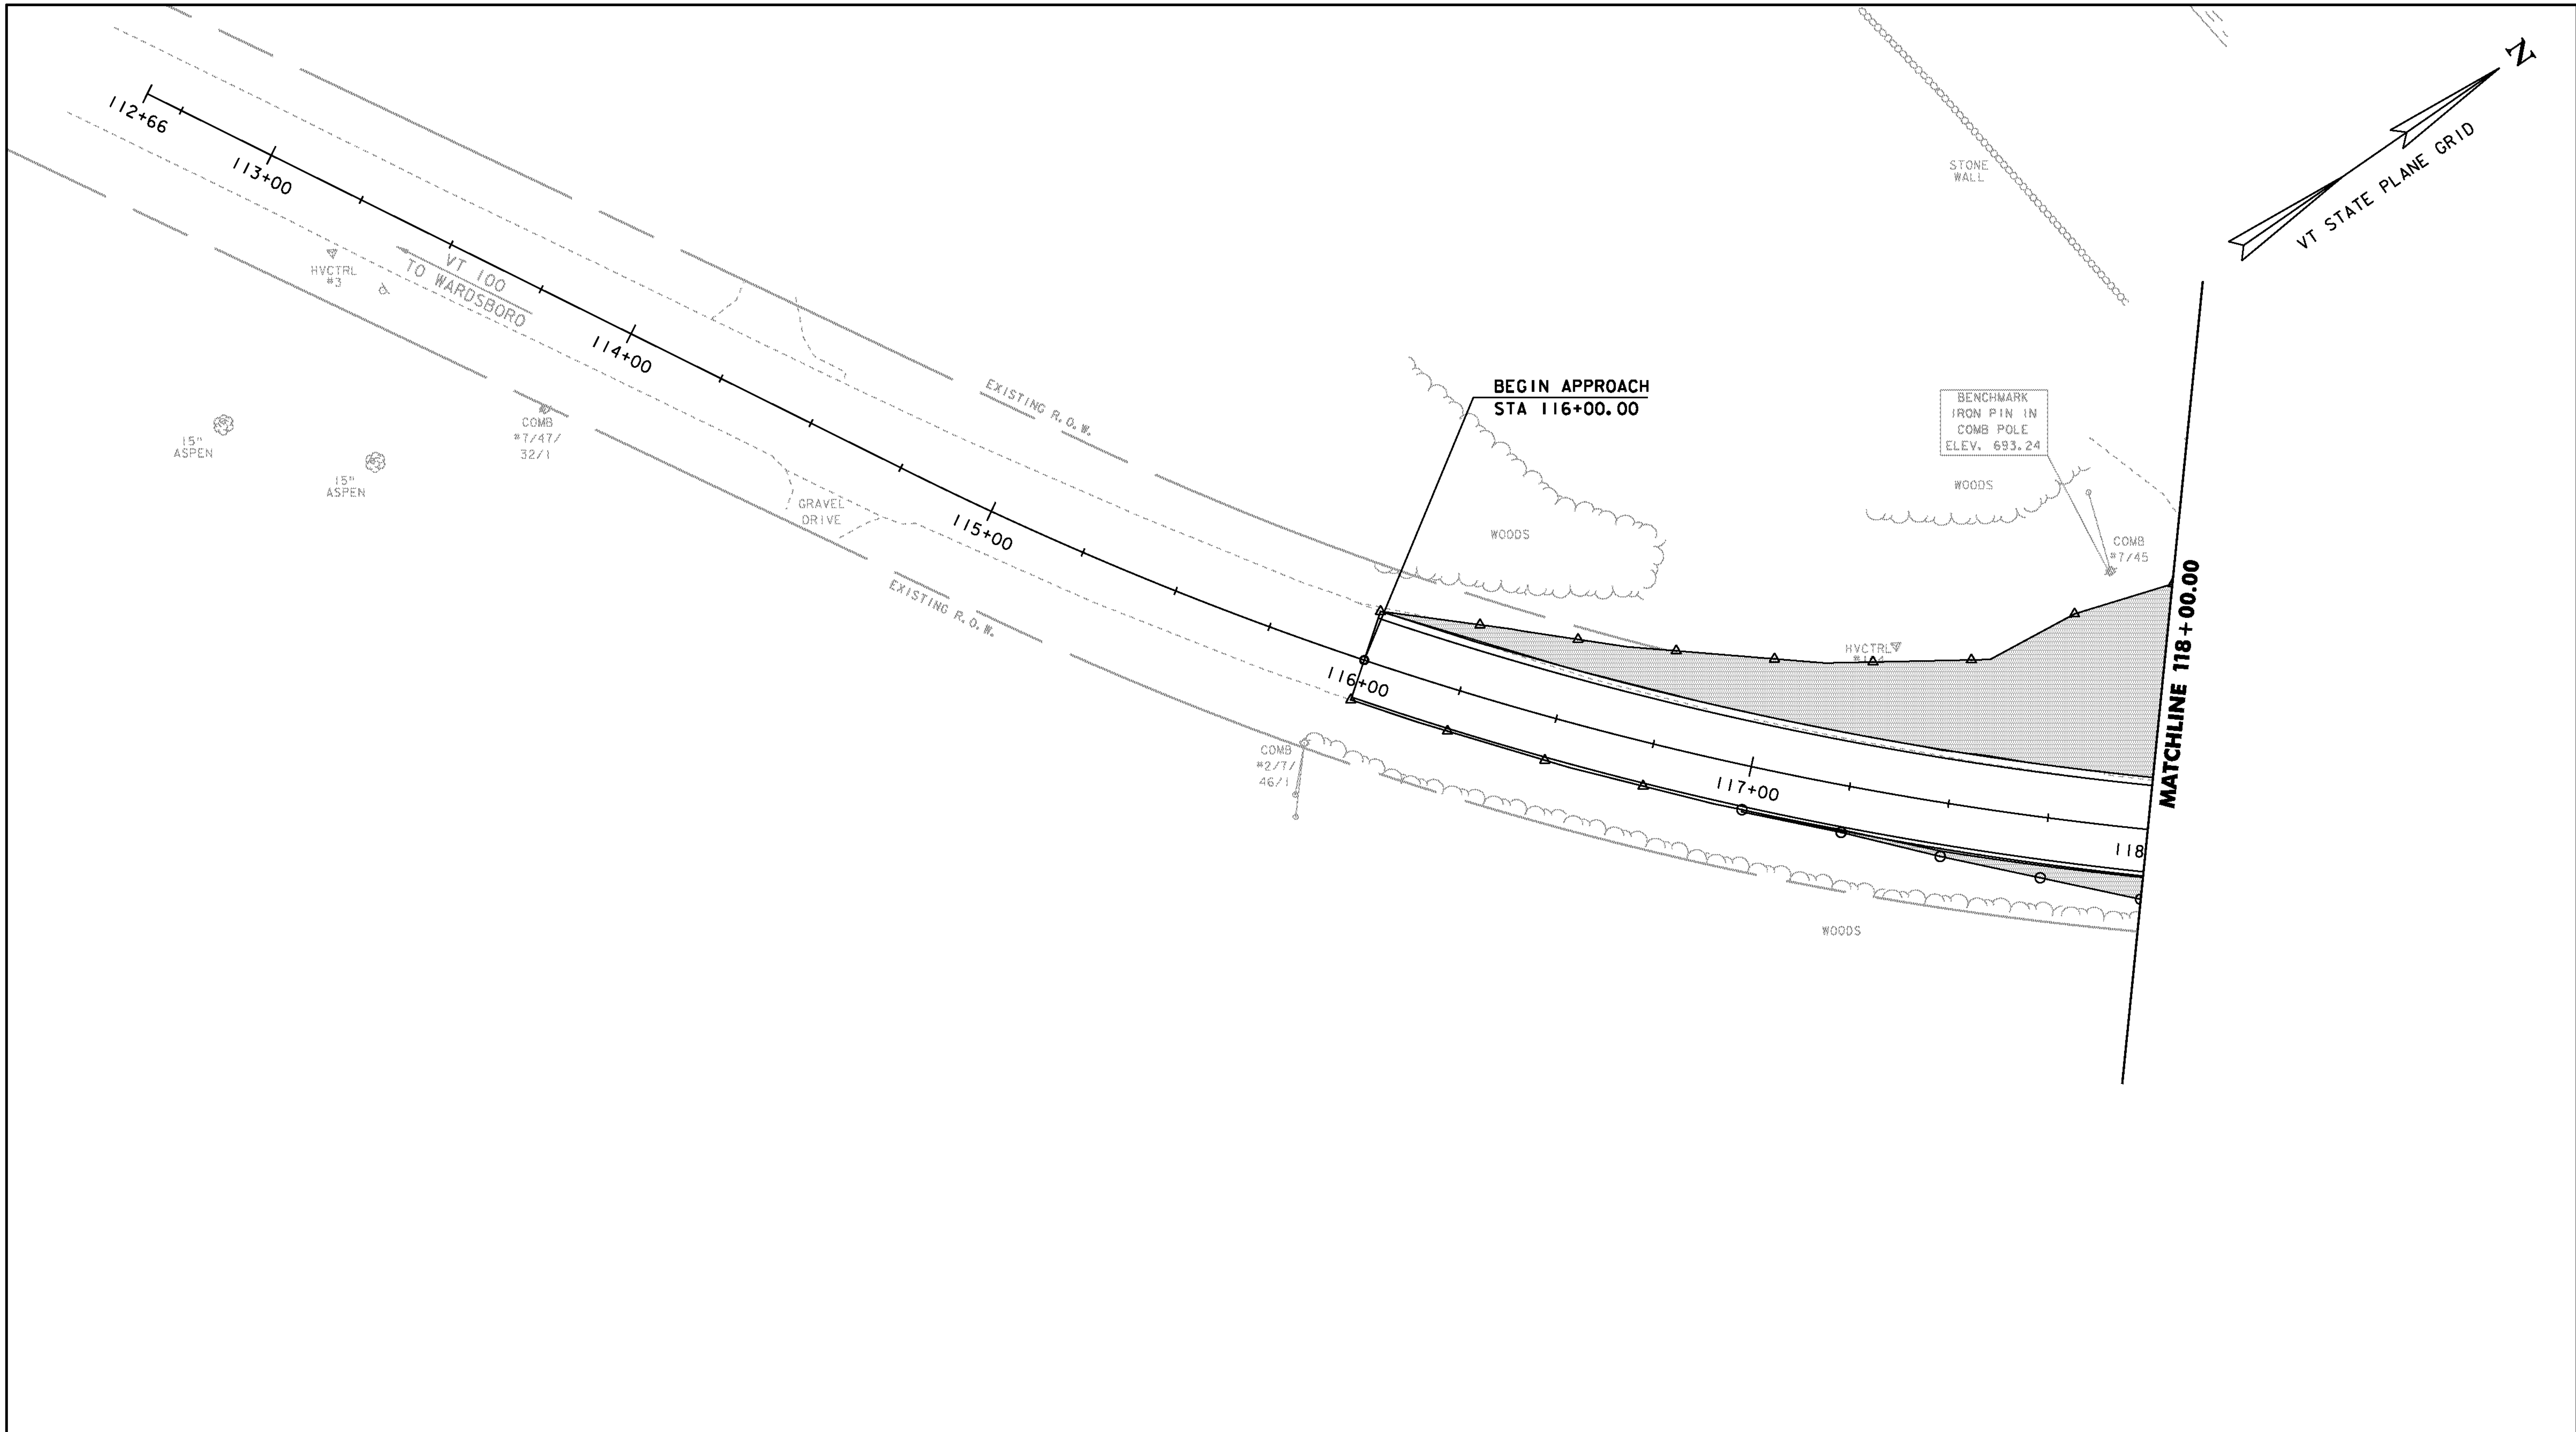 112+66
113+00
HVCTRL
#3
VT 100
TO WARDSBORO
114+00
15"
ASPEN
15"
ASPEN
COMB
#7/47/
32/1
GRAVEL
DRIVE
EXISTING R.O.W.
EXISTING R.O.W.
115+00
BEGIN APPROACH
STA 116+00.00
WOODS
116+00
COMB
#2/7/
46/1
117+00
HVCTRL
STONE
WALL
BENCHMARK
IRON PIN IN
COMB POLE
ELEV. 693.24
WOODS
COMB
#7/45
118
WOODS
MATCHLINE 118+00.00
N
VT STATE PLANE GRID